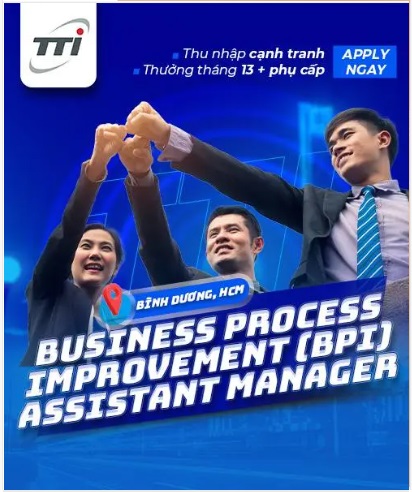 TTI
Thu nhập cạnh tranh
Thưởng tháng 13 + phụ cấp
APPLY
NGAY
BÌNH DƯƠNG, HCM
BUSINESS PROCESS
IMPROVEMENT (BPI)
ASSISTANT MANAGER